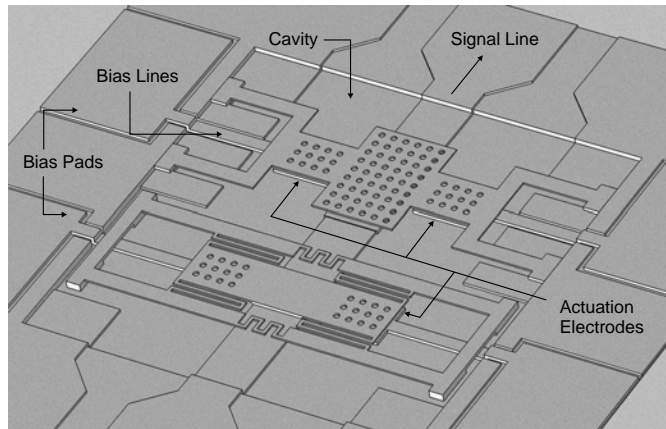 Cavity
Signal Line
Bias Lines
Bias Pads
Actuation
Electrodes